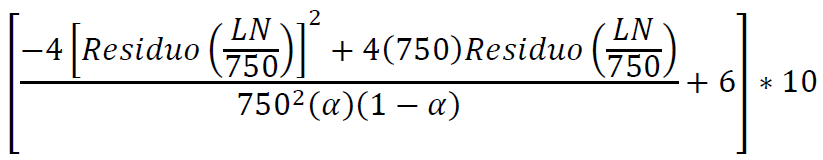 [(-4[Residuo(LN/750)]² + 4(750)Residuo(LN/750))/(750²(α)(1 − α)) + 6] * 10